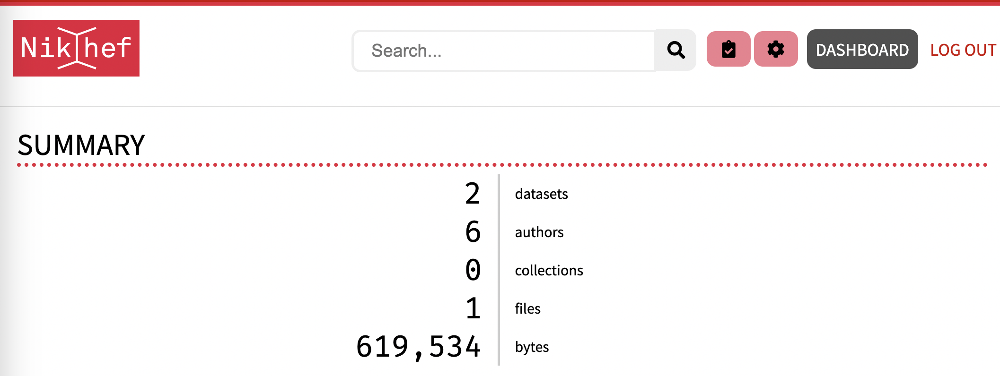 Nikhef
Search...
DASHBOARD
LOG OUT
SUMMARY
2 datasets
6 authors
0 collections
1 files
619,534 bytes